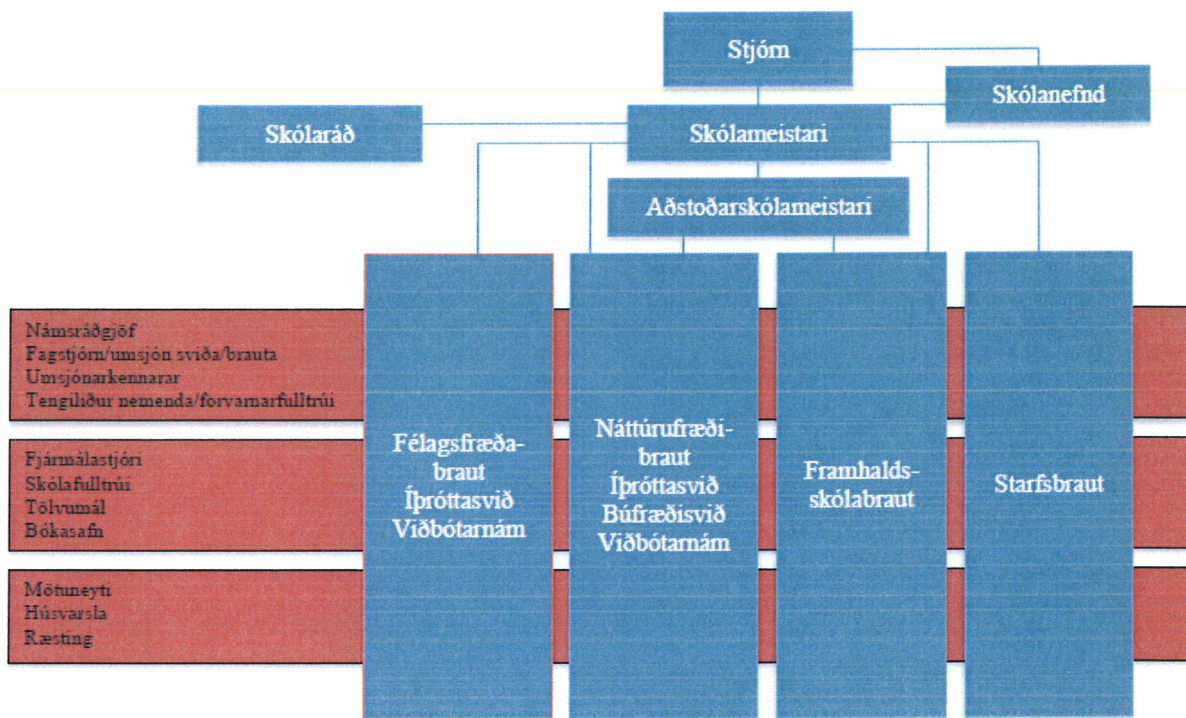 Stjórn
Skólanefnd
Skólaráð
Skólameistari
Aðstoðarskólameistari
Námsráðgjöf
Fagstjórn/umsjón sviða/brauta
Umsjónarkennarar
Tengiliður nemenda/forvarnarfulltrúi
Fjármálastjóri
Skólafulltrúi
Tölvumál
Bókasafn
Mötuneyti
Húsvarsla
Ræsting
Félagsfræða-
braut
Íþróttasvið
Viðbótarnám
Náttúrufræði-
braut
Íþróttasvið
Búfræðisvið
Viðbótarnám
Framhalds-
skólabraut
Starfsbraut